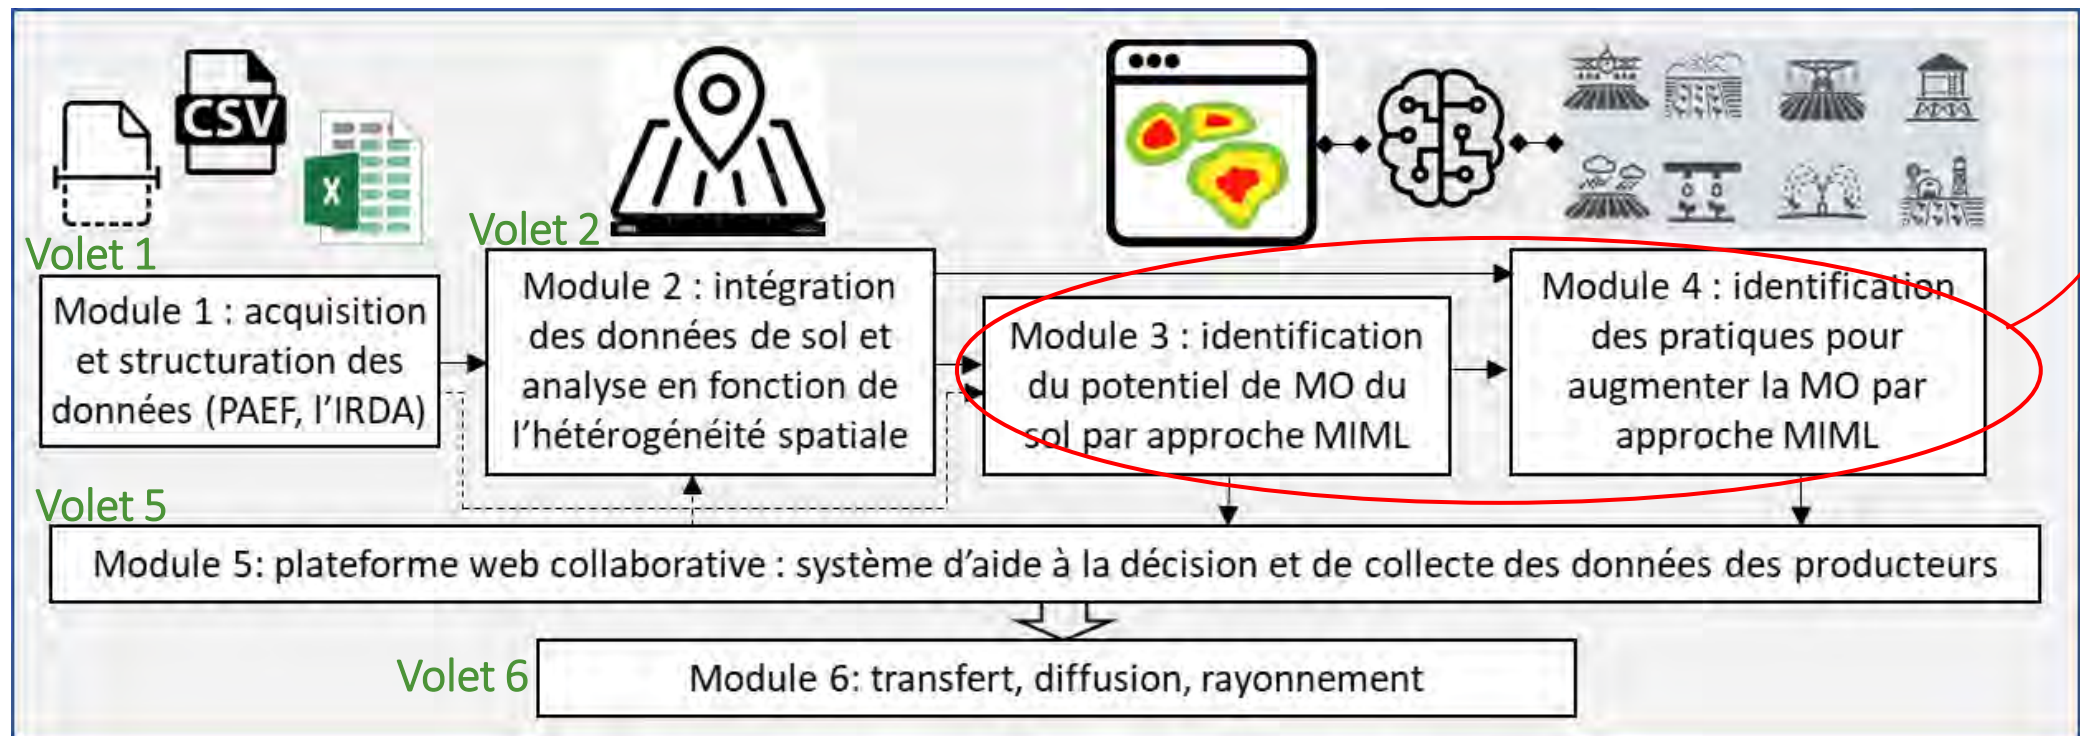 CSV
X
Volet 1
Module 1 : acquisition
et structuration des
données (PAEF, l'IRDA)
Volet 2
Module 2 : intégration
des données de sol et
analyse en fonction de
l'hétérogénéité spatiale
Module 3 : identification
du potentiel de MO du
sol par approche MIML
Module 4 : identification
des pratiques pour
augmenter la MO par
approche MIML
Volet 5
Module 5: plateforme web collaborative : système d'aide à la décision et de collecte des données des producteurs
Volet 6
Module 6: transfert, diffusion, rayonnement